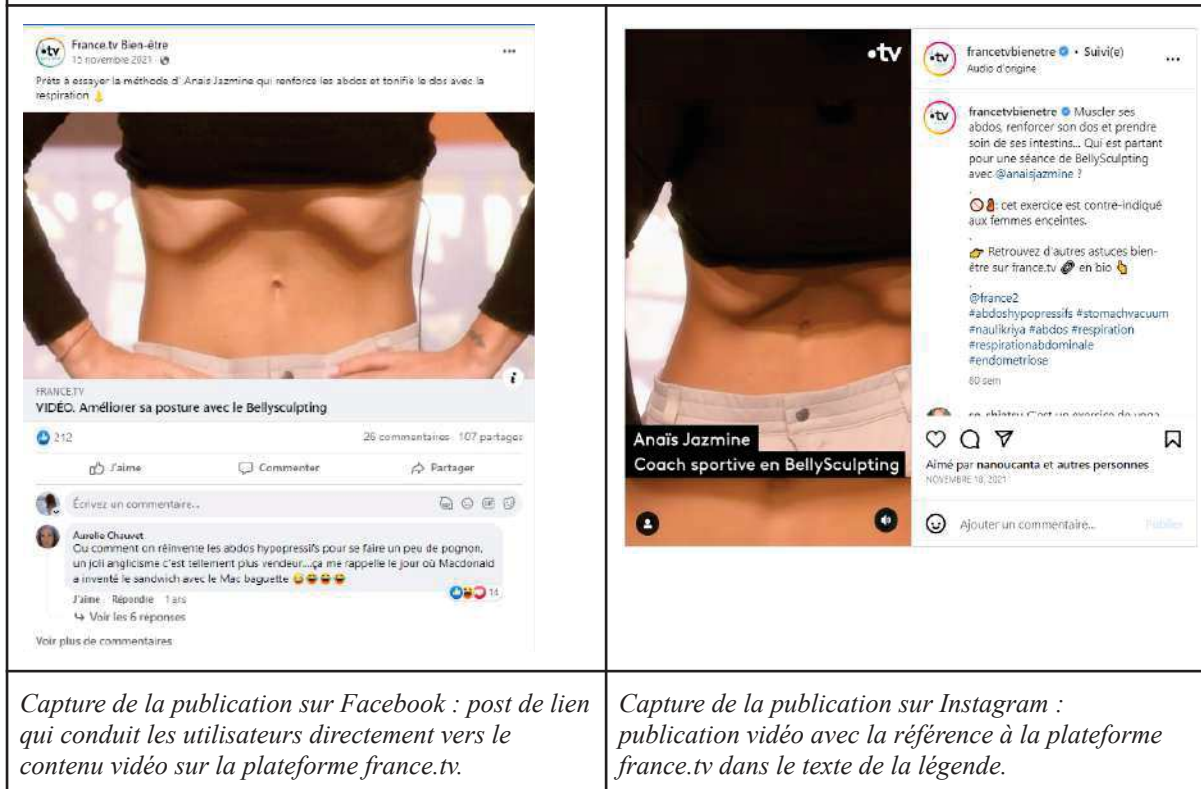 France.tv Bien-être
15 novembre 2021
Prêts à essayer la méthode d' Anais Jazmine qui renforce les abdos et tonifie le dos avec la
respiration
FRANCE.TV
VIDÉO. Améliorer sa posture avec le Bellysculpting
212
26 commentaires 107 partages
J'aime
Commenter
Partager
Écrivez un commentaire...
Aurelie Chauvet
Ou comment on réinvente les abdos hypopressifs pour se faire un peu de pognon,
un joli anglicisme c'est tellement plus vendeur....ça me rappelle le jour où Macdonald
a inventé le sandwich avec le Mac baguette
14
J'aime Répondre 1 ans
Voir les 6 réponses
Voir plus de commentaires
•tv
Anaïs Jazmine
Coach sportive en BellySculpting
•tv
francetvbienetre • Suivi(e)
Audio d'origine
•tv
francetvbienetre Muscler ses
abdos, renforcer son dos et prendre
soin de ses intestins... Qui est partant
pour une séance de BellySculpting
avec @anaisjazmine ?
.
: cet exercice est contre-indiqué
aux femmes enceintes.
.
Retrouvez d'autres astuces bien-
être sur france.tv en bio
.
@france2
#abdoshypopressifs #stomachvacuum
#naulikriya #abdos #respiration
#respirationabdominale
#endometriose
80 sem
C'est un exercice de yoga
Aimé par nanoucanta et autres personnes
NOVEMBRE 18, 2021
Ajouter un commentaire...
Publier
Capture de la publication sur Facebook : post de lien
qui conduit les utilisateurs directement vers le
contenu vidéo sur la plateforme france.tv.
Capture de la publication sur Instagram :
publication vidéo avec la référence à la plateforme
france.tv dans le texte de la légende.